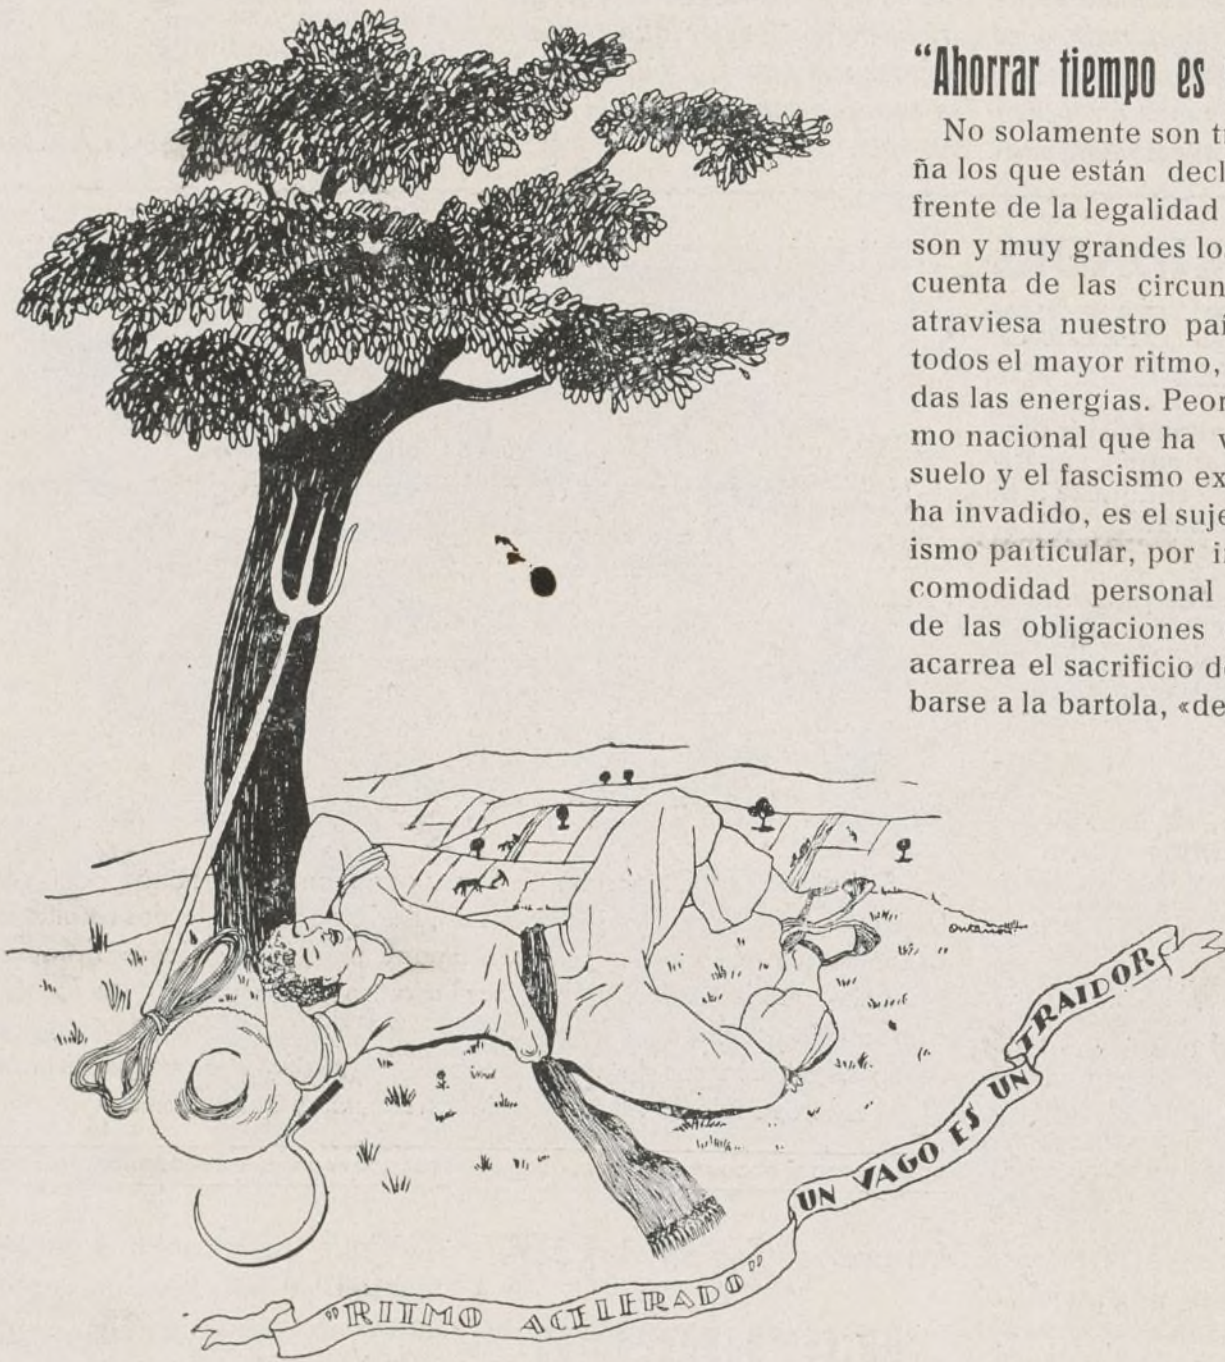 “Ahorrar tiempo es
No solamente son t
ña los que están decl
frente de la legalidad
son y muy grandes lo
cuenta de las circun
atraviesa nuestro pai
todos el mayor ritmo,
das las energias. Peor
mo nacional que ha v
suelo y el fascismo ex
ha invadido, es el suje
ismo particular, por i
comodidad personal
de las obligaciones
acarrea el sacrificio d
barse a la bartola, «de
Ontañón
UN VAGO ES UN TRAIDOR
"RITMO ACELERADO"